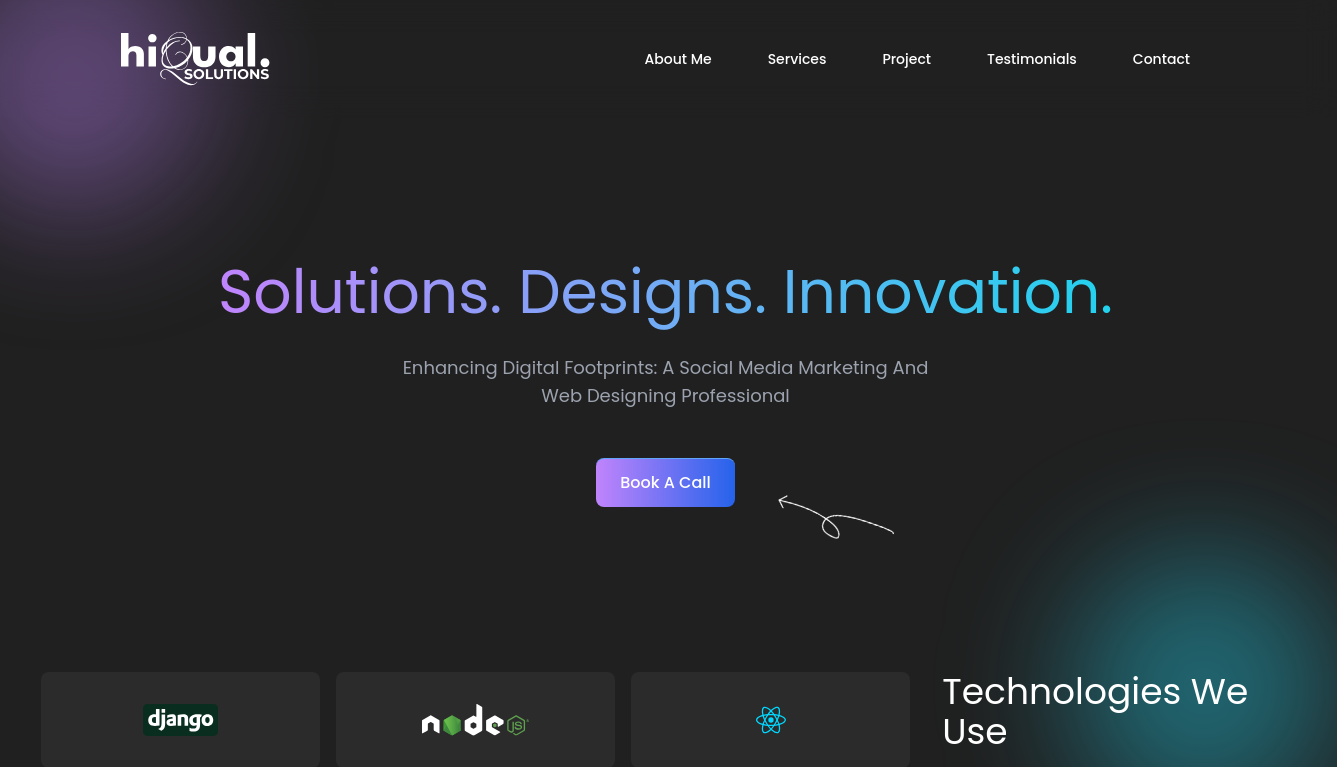 hiQual.
SOLUTIONS
About Me
Services
Project
Testimonials
Contact
Solutions. Designs. Innovation.
Enhancing Digital Footprints: A Social Media Marketing And
Web Designing Professional
Book A Call
django
node
JS
Technologies We
Use